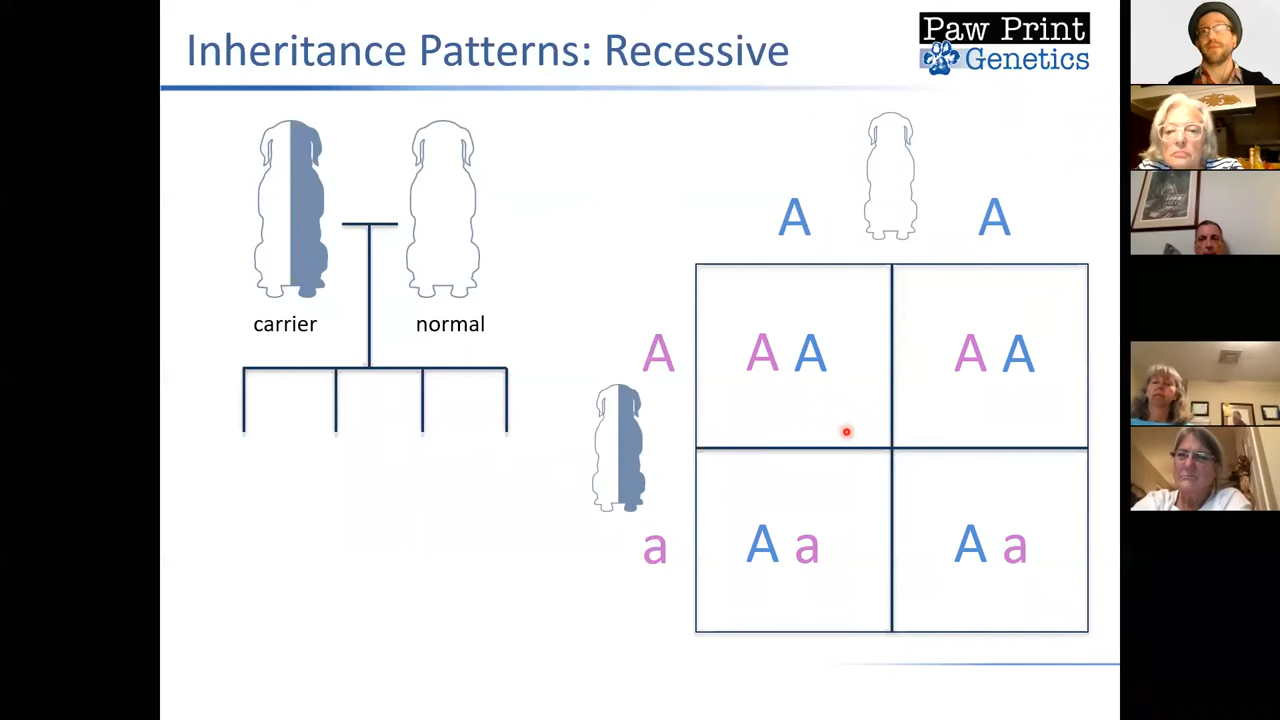 Inheritance Patterns: Recessive
Paw Print
Genetics
carrier
normal
A
A
A
A A
A A
a
A a
A a